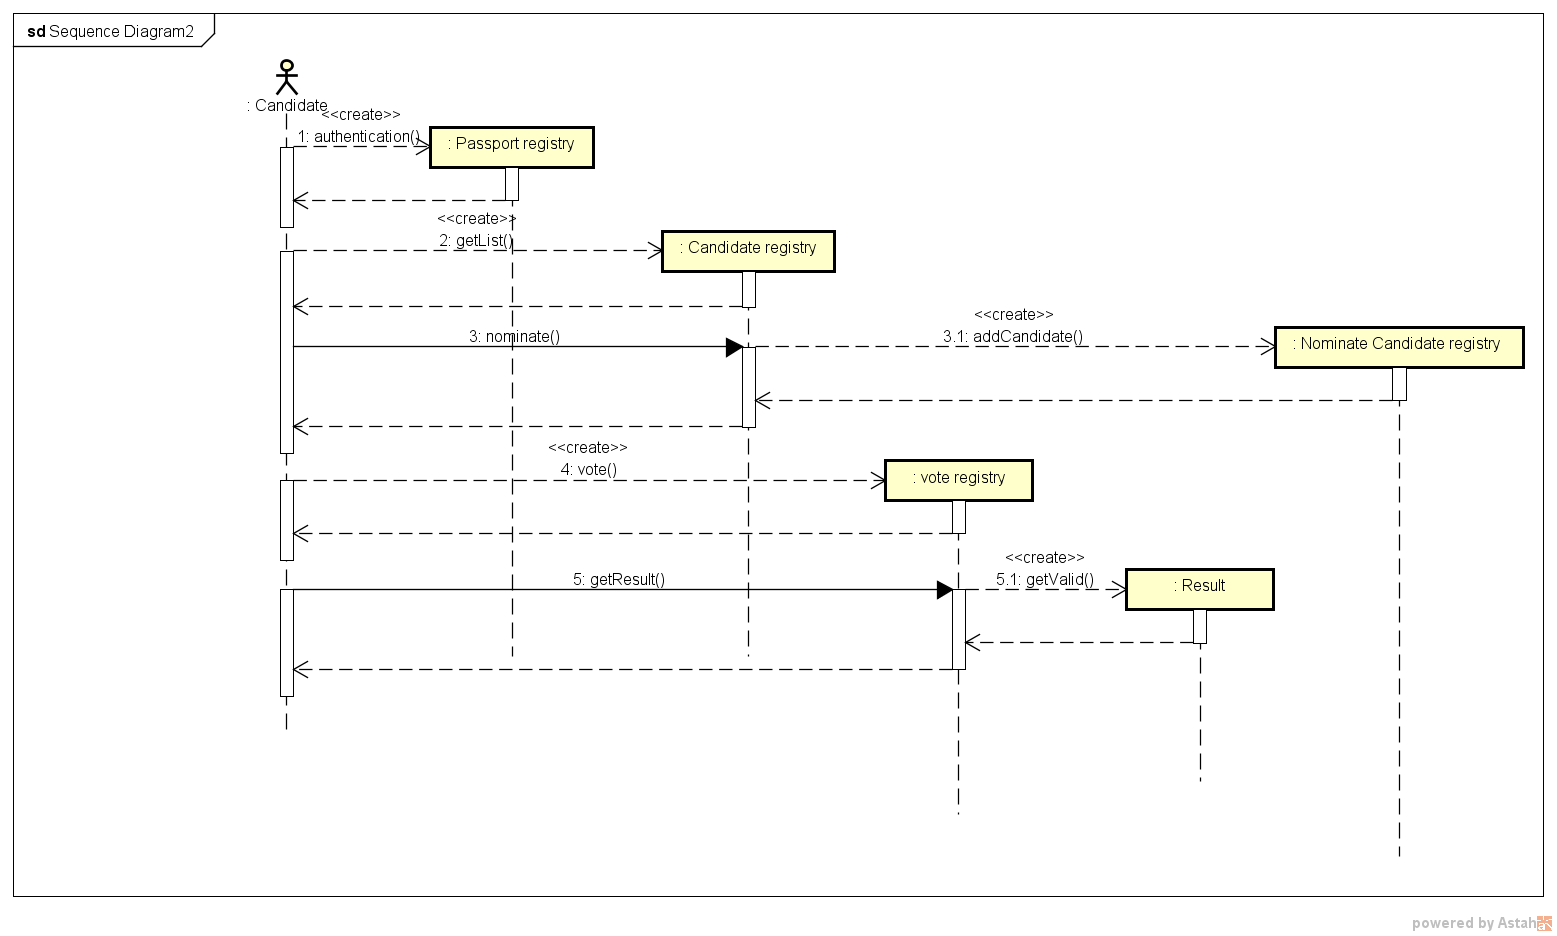 sd Sequence Diagram2
: Candidate
<<create>>
1: authentication()
: Passport registry
<<create>>
2: getList()
: Candidate registry
<<create>>
3: nominate()
3.1: addCandidate()
: Nominate Candidate registry
<<create>>
4: vote()
: vote registry
<<create>>
5: getResult()
5.1: getValid()
: Result
powered by Astah